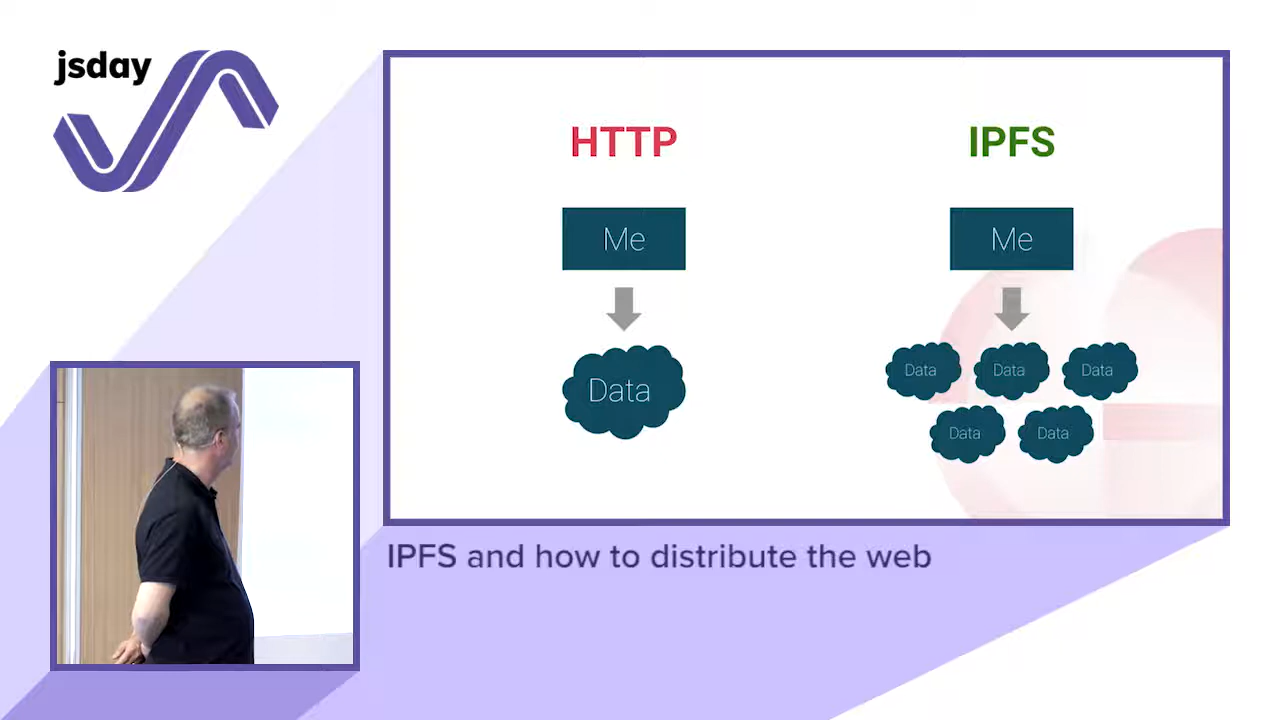 jsday
HTTP
IPFS
Me
Me
Data
Data
Data
Data
Data
Data
IPFS and how to distribute the web